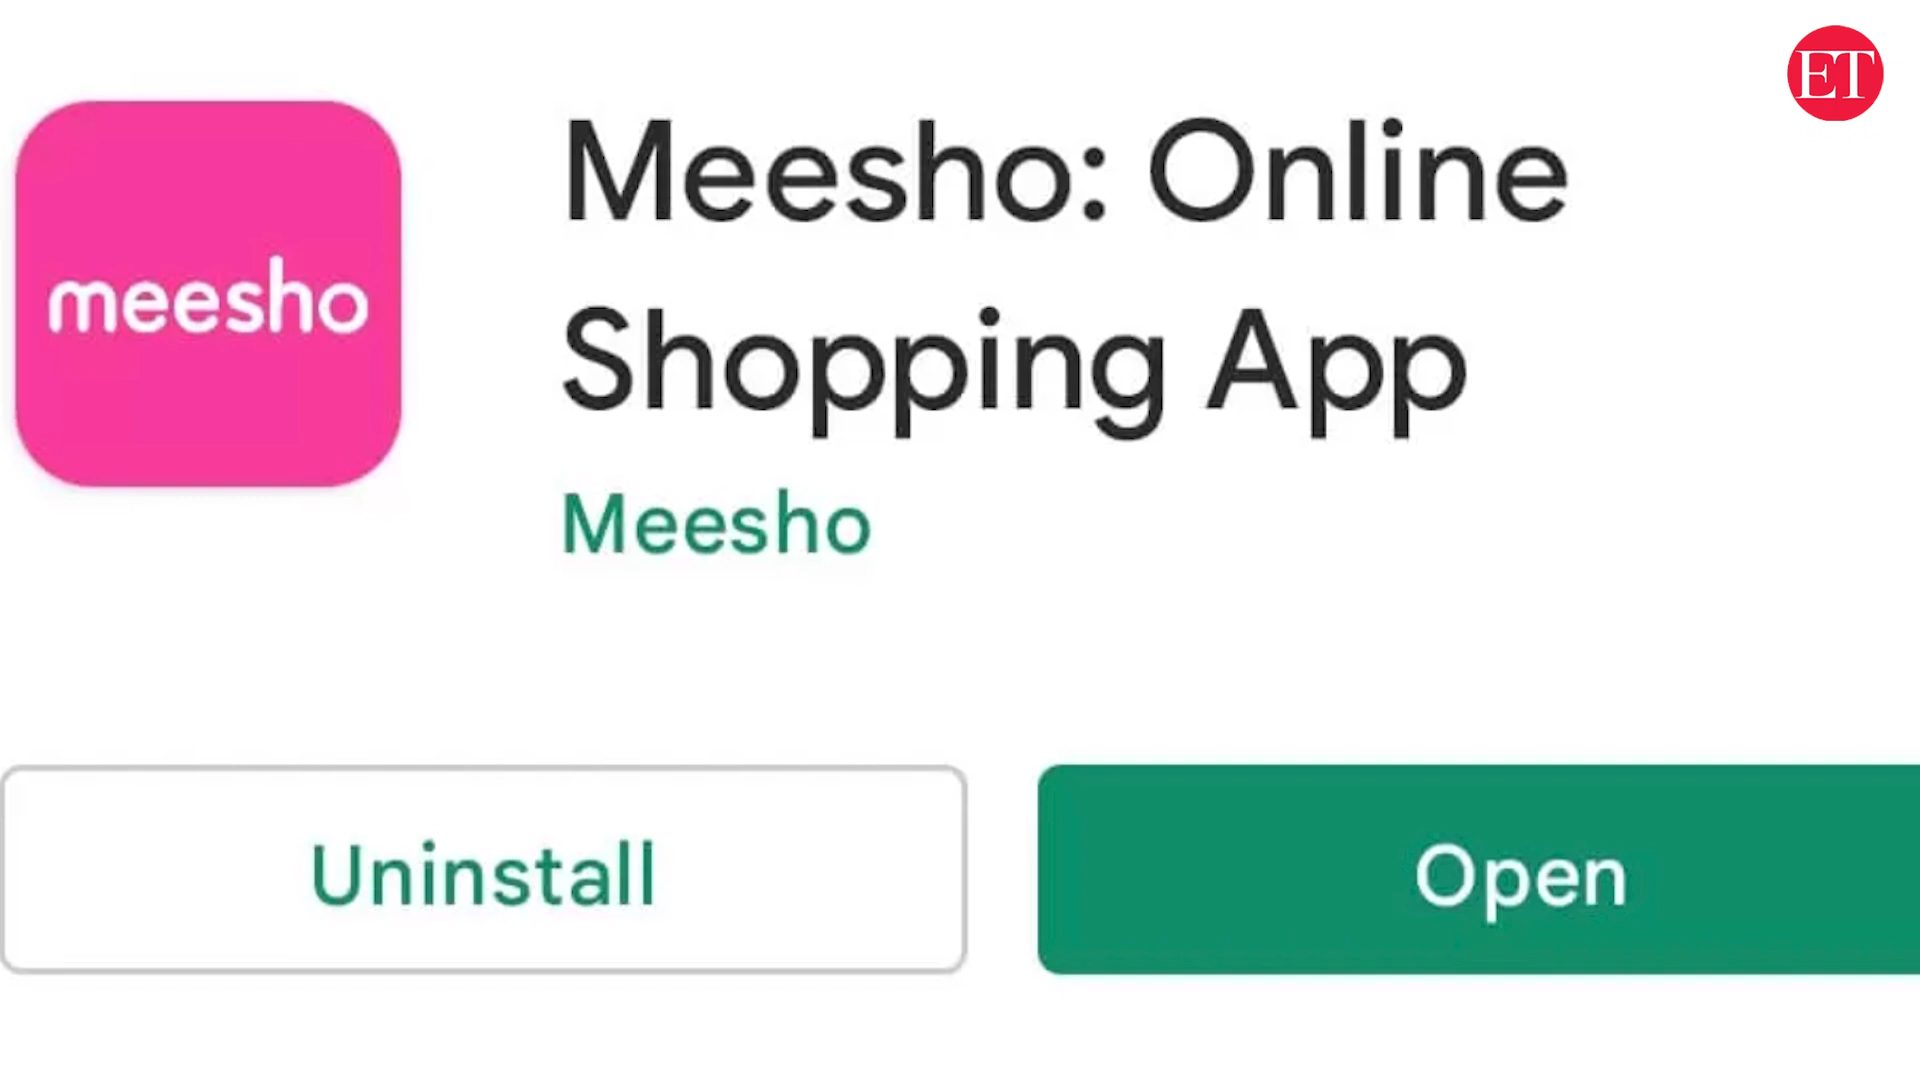 ET
meesho
Meesho: Online
Shopping App
Meesho
Uninstall
Open